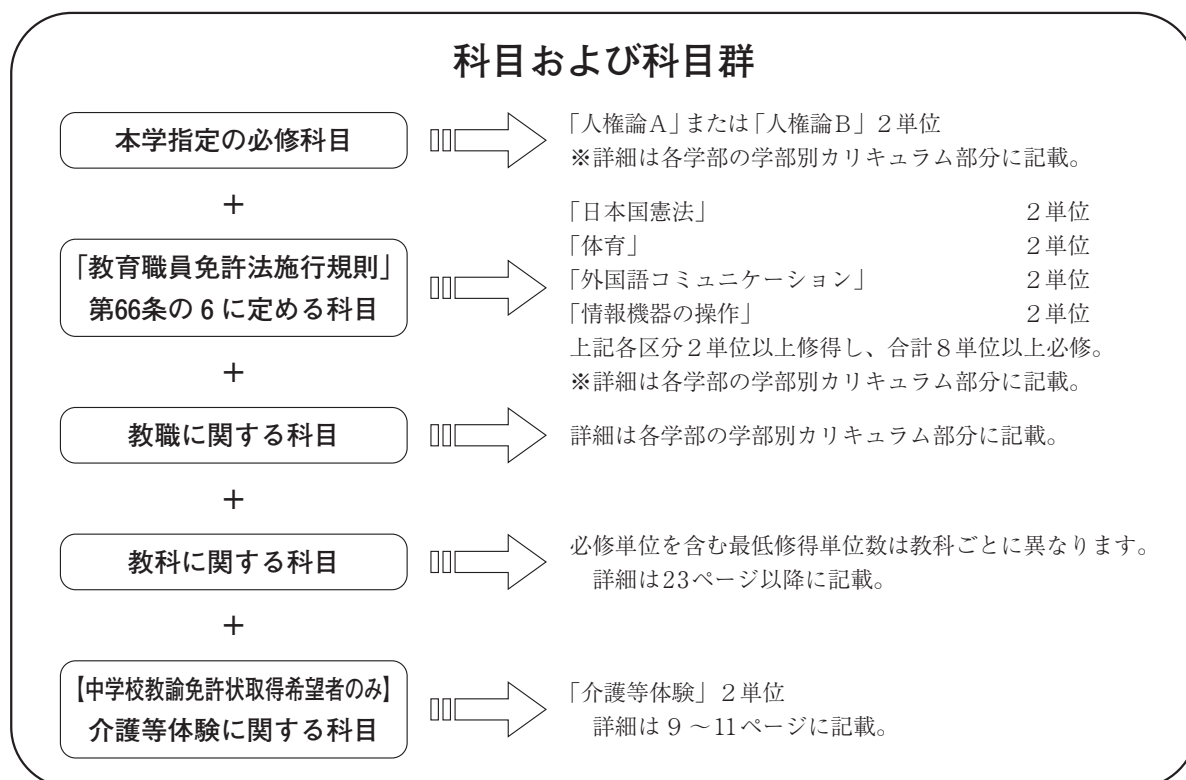 科目および科目群
本学指定の必修科目
「人権論A」または「人権論B」２単位
※詳細は各学部の学部別カリキュラム部分に記載。
＋
「教育職員免許法施行規則」
第66条の６に定める科目
「日本国憲法」 ２単位
「体育」 ２単位
「外国語コミュニケーション」 ２単位
「情報機器の操作」 ２単位
上記各区分２単位以上修得し、合計８単位以上必修。
※詳細は各学部の学部別カリキュラム部分に記載。
＋
教職に関する科目
詳細は各学部の学部別カリキュラム部分に記載。
＋
教科に関する科目
必修単位を含む最低修得単位数は教科ごとに異なります。
詳細は23ページ以降に記載。
＋
【中学校教諭免許状取得希望者のみ】
介護等体験に関する科目
「介護等体験」２単位
詳細は９～11ページに記載。